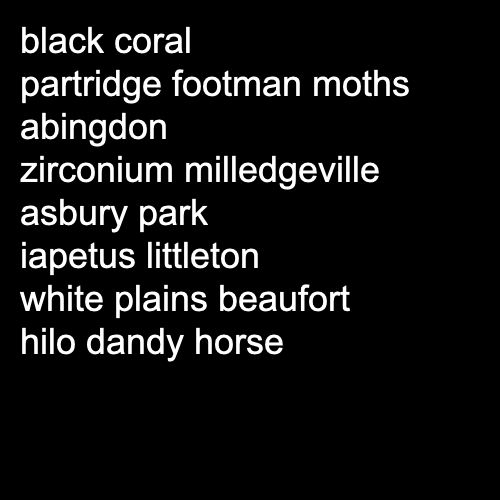 black coral
partridge footman moths
abingdon
zirconium milledgeville
asbury park
iapetus littleton
white plains beaufort
hilo dandy horse